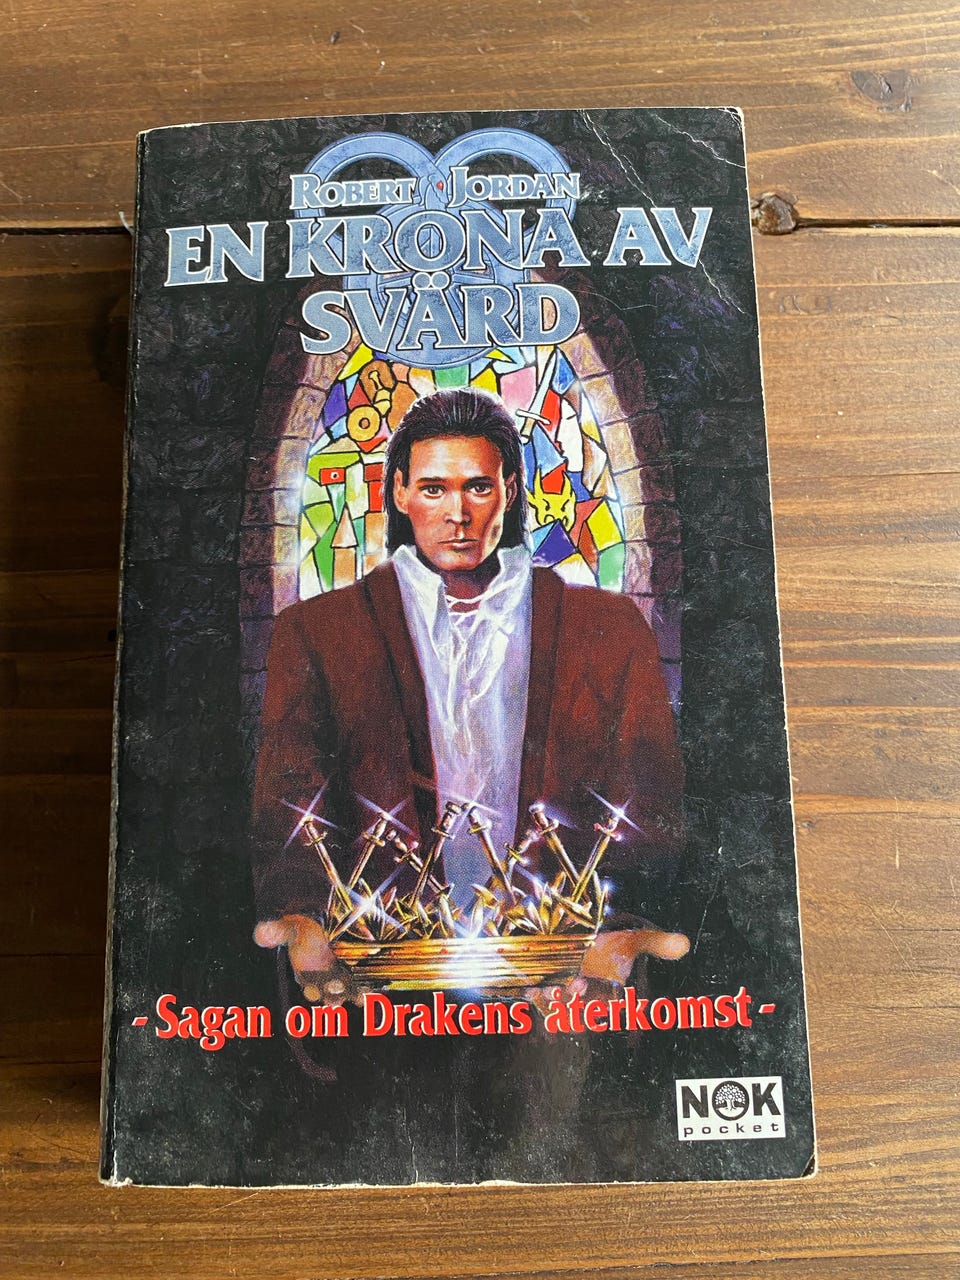 ROBERT JORDAN
EN KRONA AV
SVÄRD
- Sagan om Drakens återkomst -
NOK
pocket